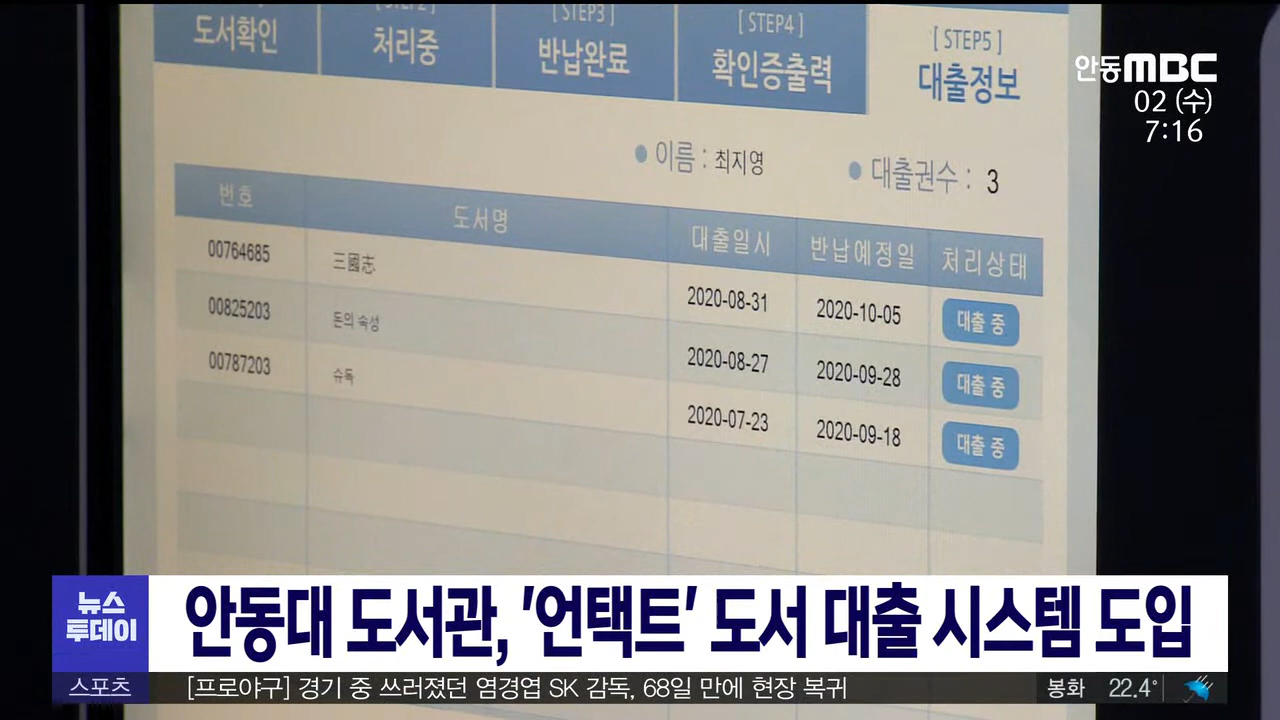 [STEP2]
[STEP3]
[STEP4]
[STEP5]
도서확인
처리중
반납완료
확인증출력
대출정보
안동MBC
02 (수)
7:16
● 이름 : 최지영
● 대출권수 : 3
번호 도서명 대출일시 반납예정일 처리상태
00764685 三國志 2020-08-31 2020-10-05 대출 중
00825203 돈의 속성 2020-08-27 2020-09-28 대출 중
00787203 슈독 2020-07-23 2020-09-18 대출 중
뉴스
투데이
안동대 도서관, '언택트' 도서 대출 시스템 도입
스포츠 [프로야구] 경기 중 쓰러졌던 염경엽 SK 감독, 68일 만에 현장 복귀 봉화 22.4°